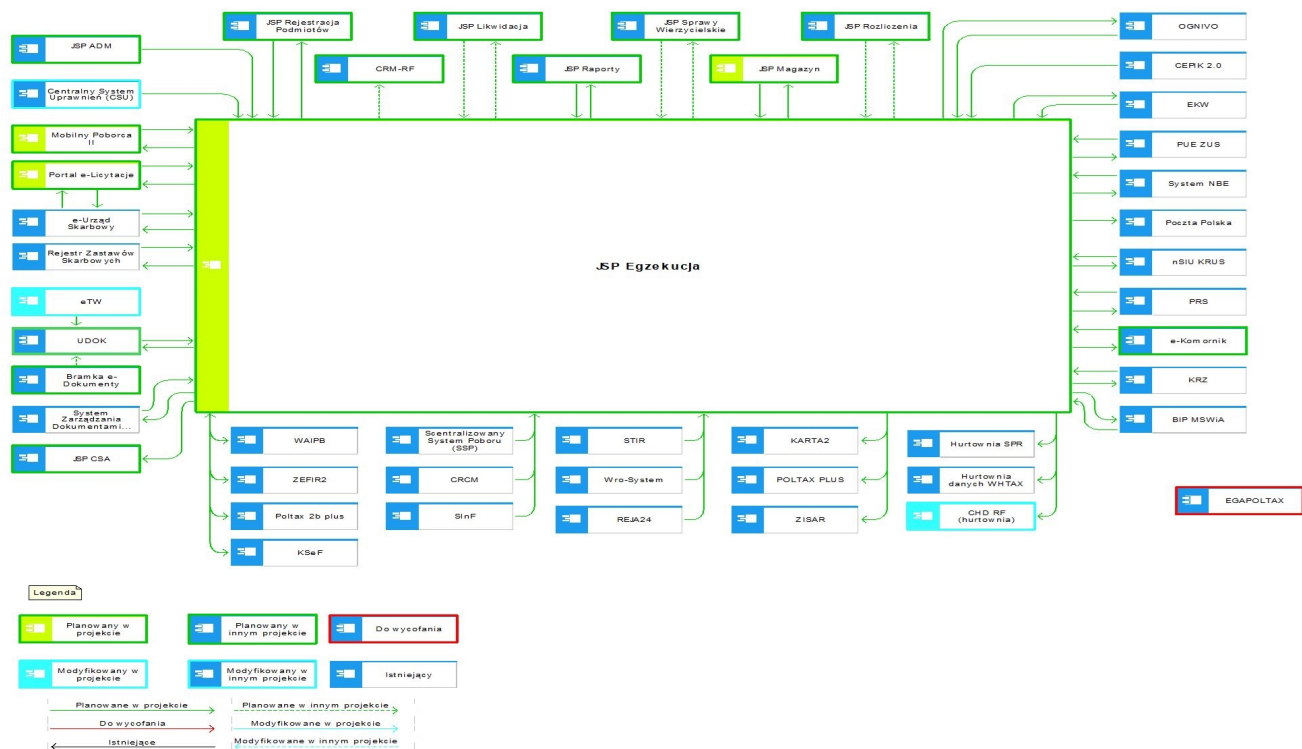 JSP Rejestracja
Podmiotów
JSP Likwidacja
JSP Sprawy
Wierzycielskie
JSP Rozliczenia
OGNIVO
JSP ADM
CRM-RF
JSP Raporty
JSP Magazyn
CEPIK 2.0
Centralny System
Uprawnień (CSU)
EKW
Mobilny Poborca
II
PUE ZUS
Portal e-Licytacje
System NBE
e-Urząd
Skarbowy
Poczta Polska
Rejestr Zastawów
Skarbowych
nSIU KRUS
JSP Egzekucja
eTW
PRS
UDOK
e-Komornik
Bramka e-
Dokumenty
KRZ
System
Zarządzania
Dokumentami...
BIP MSWiA
JSP CSA
WAIPB
Scentralizowany
System Poboru
(SSP)
STIR
KARTA2
Hurtownia SPR
ZEFIR2
CRCM
Wro-System
POLTAX PLUS
Hurtownia
danych WHTAX
EGAPOLTAX
Poltax 2b plus
SInF
REJA24
ZISAR
CHD RF
(hurtownia)
KSeF
Legenda
Planowany w
projekcie
Planowany w
innym projekcie
Do wycofania
Modyfikowany w
projekcie
Modyfikowany w
innym projekcie
Istniejący
Planowane w projekcie
Planowane w innym projekcie
Do wycofania
Modyfikowane w projekcie
Istniejące
Modyfikowane w innym projekcie